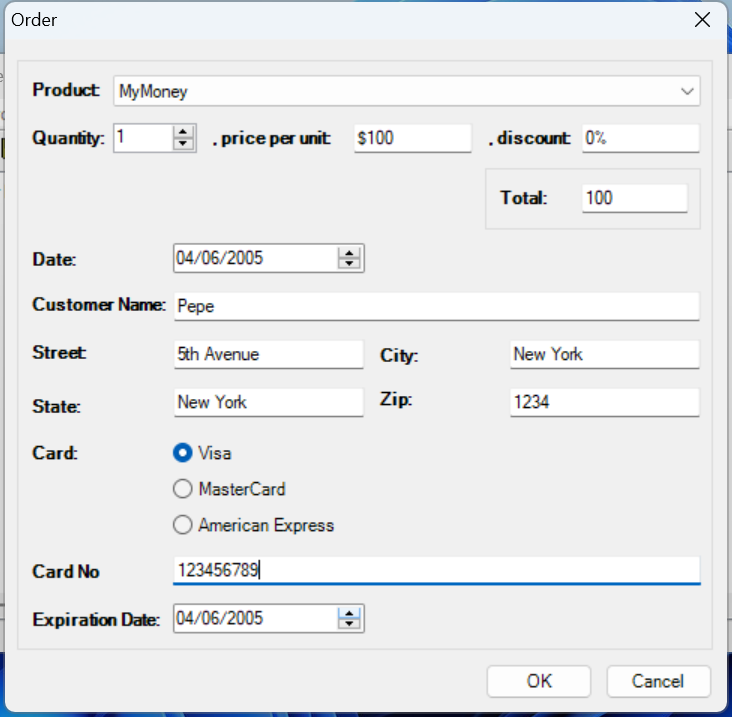 Order
Product: MyMoney
Quantity: 1 . price per unit: $100 . discount: 0%
Total: 100
Date: 04/06/2005
Customer Name: Pepe
Street: 5th Avenue City: New York
State: New York Zip: 1234
Card: Visa
MasterCard
American Express
Card No 123456789
Expiration Date: 04/06/2005
OK Cancel